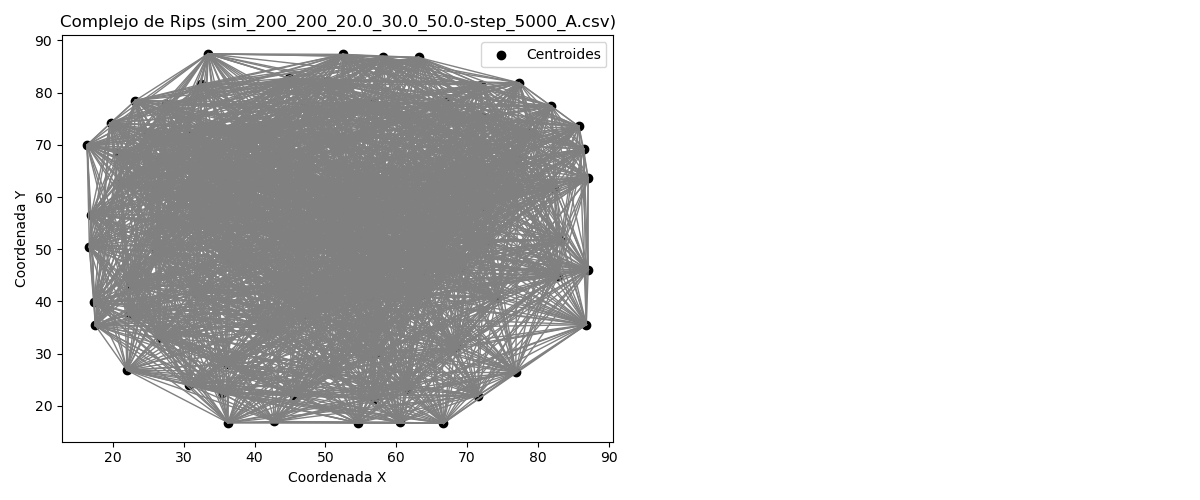 Complejo de Rips (sim_200_200_20.0_30.0_50.0-step_5000_A.csv)
90
80
70
60
50
40
30
20
Coordenada Y
Centroides
20 30 40 50 60 70 80 90
Coordenada X